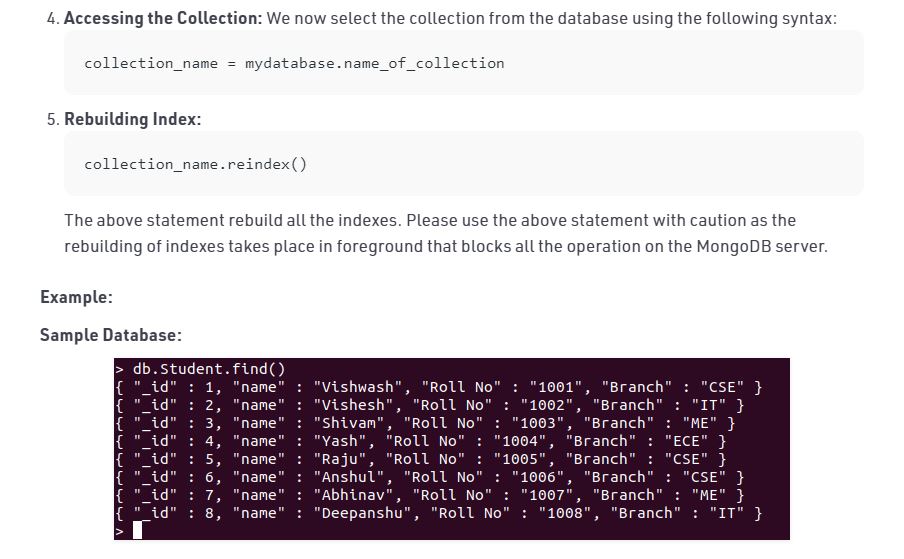 4. Accessing the Collection: We now select the collection from the database using the following syntax:
collection_name = mydatabase.name_of_collection
5. Rebuilding Index:
collection_name.reindex()
The above statement rebuild all the indexes. Please use the above statement with caution as the
rebuilding of indexes takes place in foreground that blocks all the operation on the MongoDB server.
Example:
Sample Database:
> db.Student.find()
{ "_id" : 1, "name" : "Vishwash", "Roll No" : "1001", "Branch" : "CSE" }
{ "_id" : 2, "name" : "Vishesh", "Roll No" : "1002", "Branch" : "IT" }
{ "_id" : 3, "name" : "Shivam", "Roll No" : "1003", "Branch" : "ME" }
{ "_id" : 4, "name" : "Yash", "Roll No" : "1004", "Branch" : "ECE" }
{ "_id" : 5, "name" : "Raju", "Roll No" : "1005", "Branch" : "CSE" }
{ "_id" : 6, "name" : "Anshul", "Roll No" : "1006", "Branch" : "CSE" }
{ "_id" : 7, "name" : "Abhinav", "Roll No" : "1007", "Branch" : "ME" }
{ "_id" : 8, "name" : "Deepanshu", "Roll No" : "1008", "Branch" : "IT" }
>